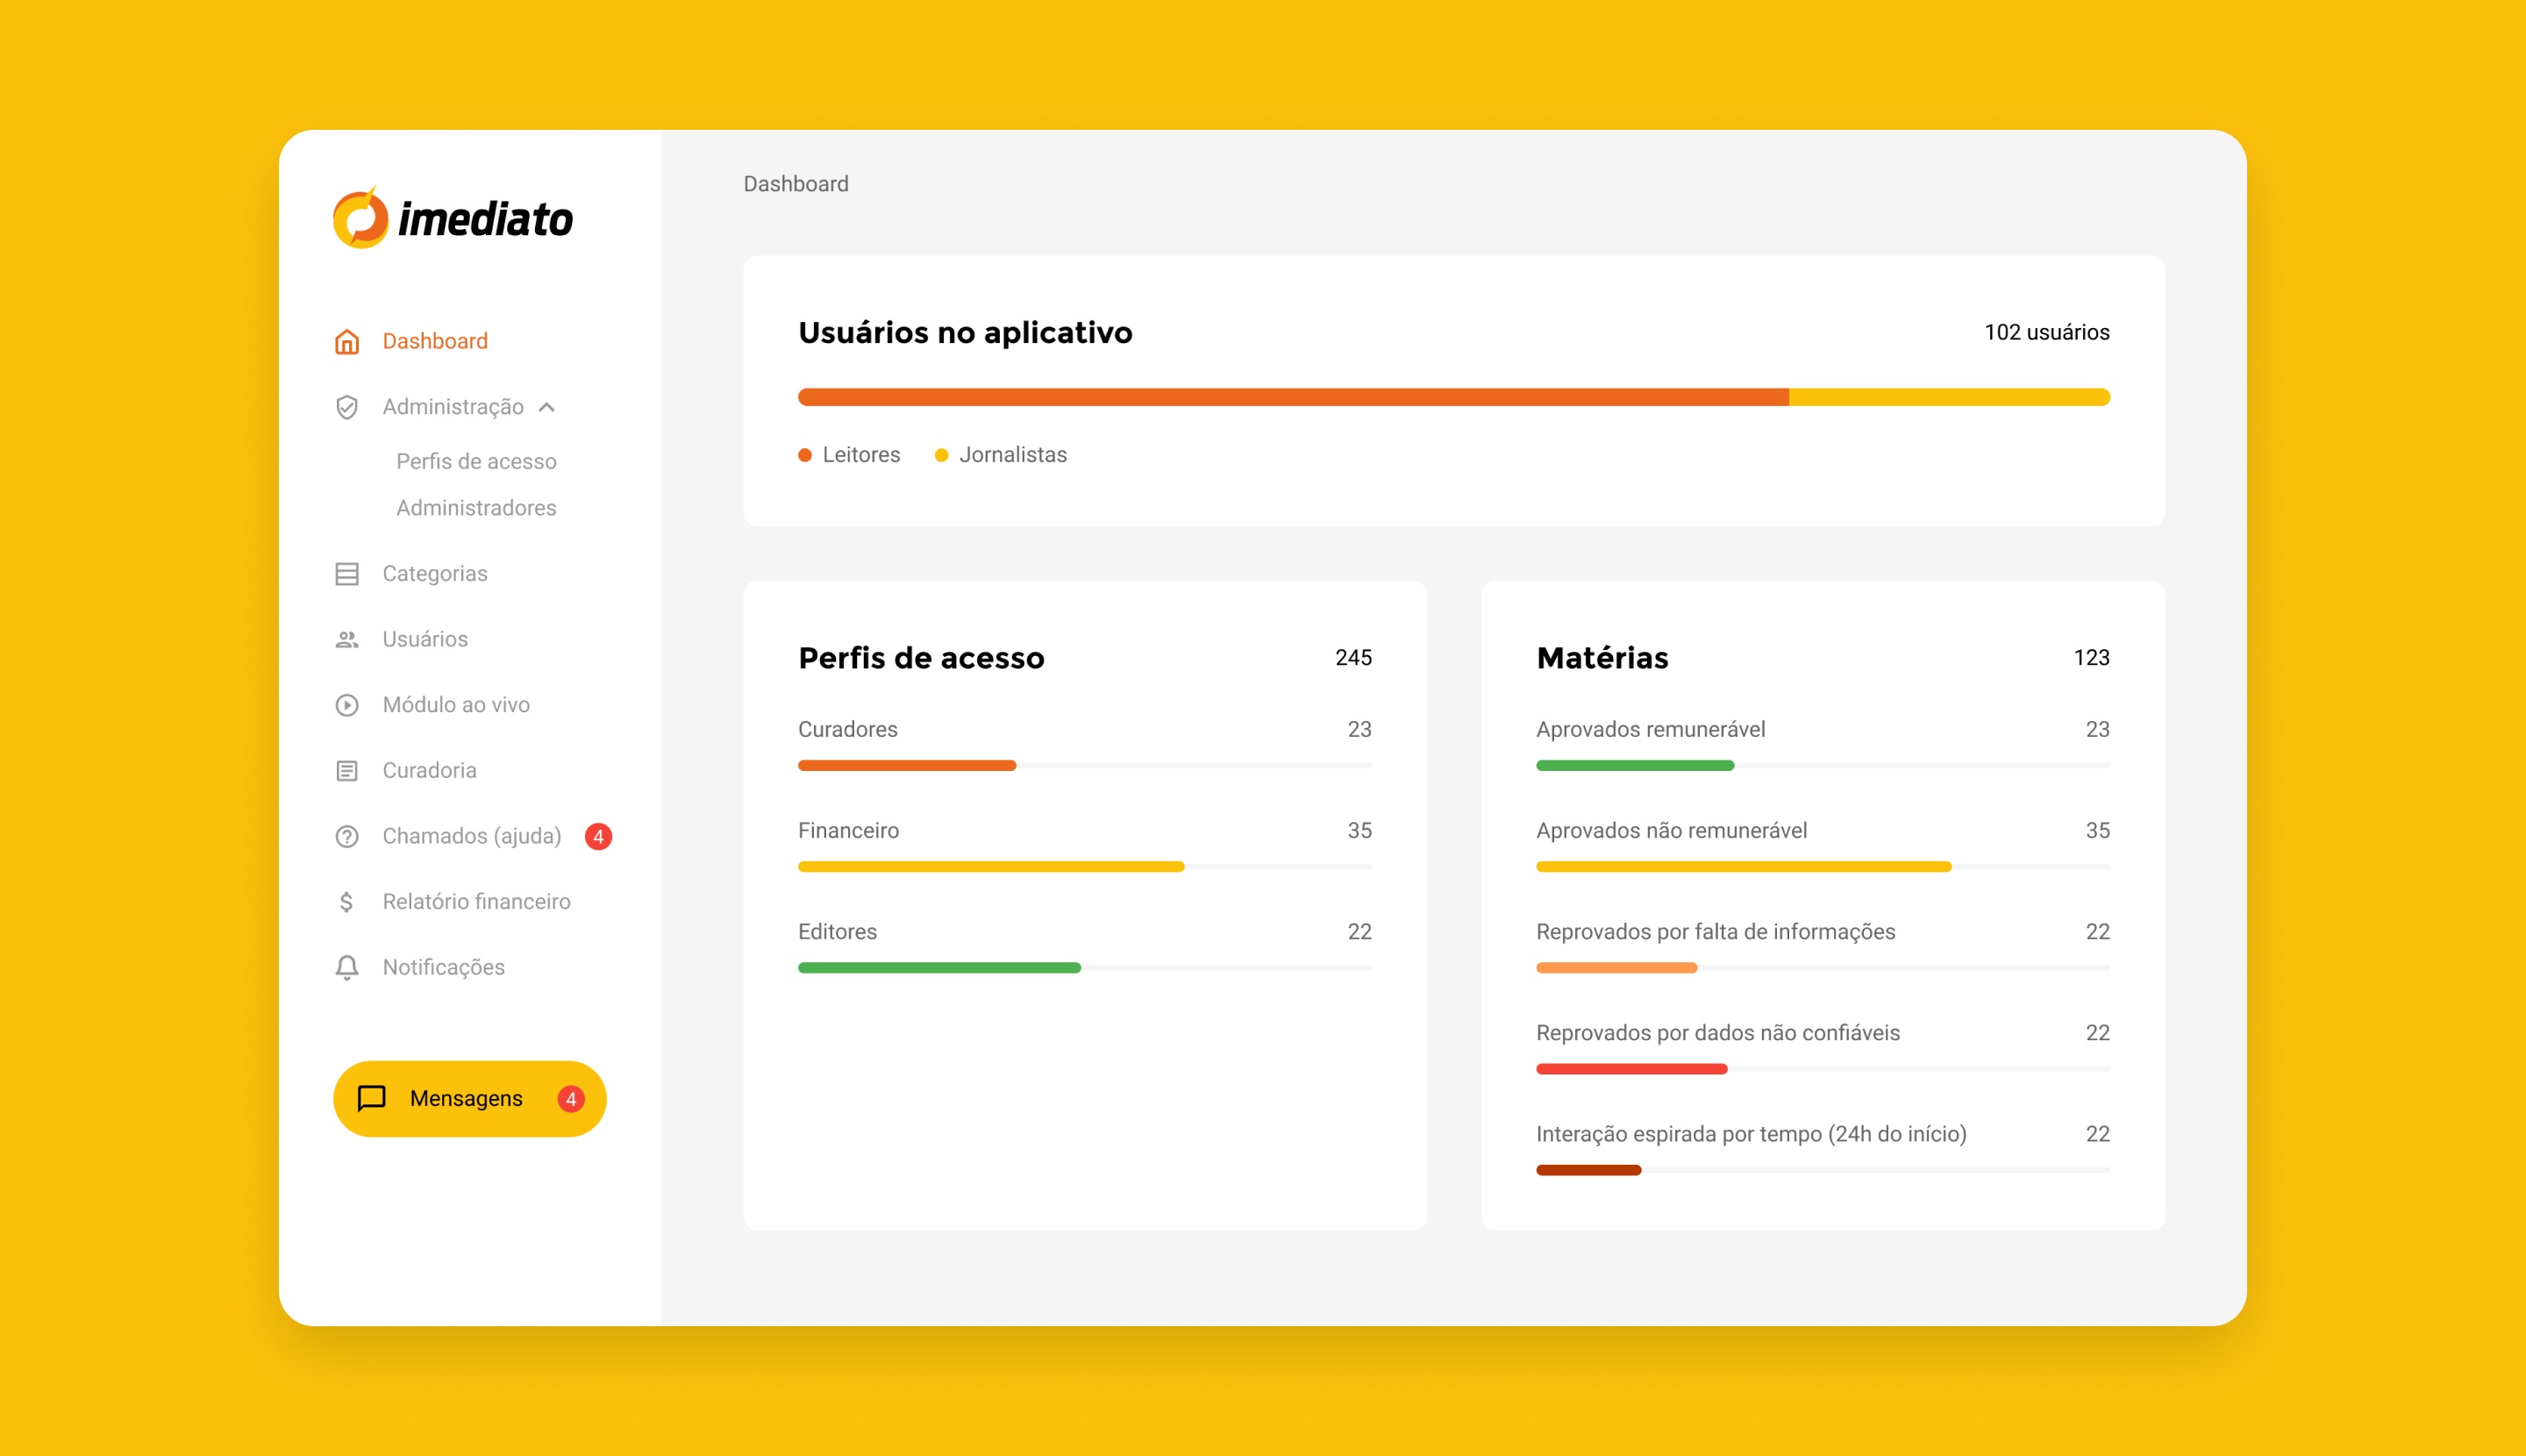 imediato
Dashboard
Administração
Perfis de acesso
Administradores
Categorias
Usuários
Módulo ao vivo
Curadoria
Chamados (ajuda) 4
Relatório financeiro
Notificações
Mensagens 4
Dashboard
Usuários no aplicativo 102 usuários
Leitores Jornalistas
Perfis de acesso 245
Curadores 23
Financeiro 35
Editores 22
Matérias 123
Aprovados remunerável 23
Aprovados não remunerável 35
Reprovados por falta de informações 22
Reprovados por dados não confiáveis 22
Interação espirada por tempo (24h do início) 22